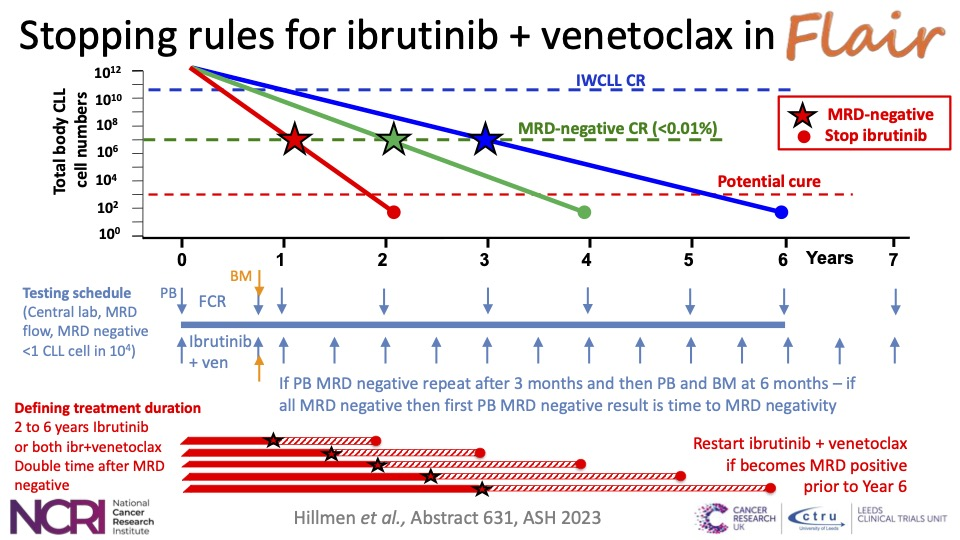 Stopping rules for ibrutinib + venetoclax in Flair
Total body CLL
cell numbers
10¹²
10¹⁰
10⁸
10⁶
10⁴
10²
10⁰
IWCLL CR
MRD-negative CR (<0.01%)
Potential cure
MRD-negative
Stop ibrutinib
0 1 2 3 4 5 6 Years 7
Testing schedule
(Central lab, MRD
flow, MRD negative
<1 CLL cell in 10⁴)
PB
BM
FCR
Ibrutinib
+ ven
If PB MRD negative repeat after 3 months and then PB and BM at 6 months – if
all MRD negative then first PB MRD negative result is time to MRD negativity
Defining treatment duration
2 to 6 years Ibrutinib
or both ibr+venetoclax
Double time after MRD
negative
Restart ibrutinib + venetoclax
if becomes MRD positive
prior to Year 6
NCRI
National
Cancer
Research
Institute
Hillmen et al., Abstract 631, ASH 2023
CANCER
RESEARCH
UK
ctru
University of Leeds
LEEDS
CLINICAL TRIALS UNIT